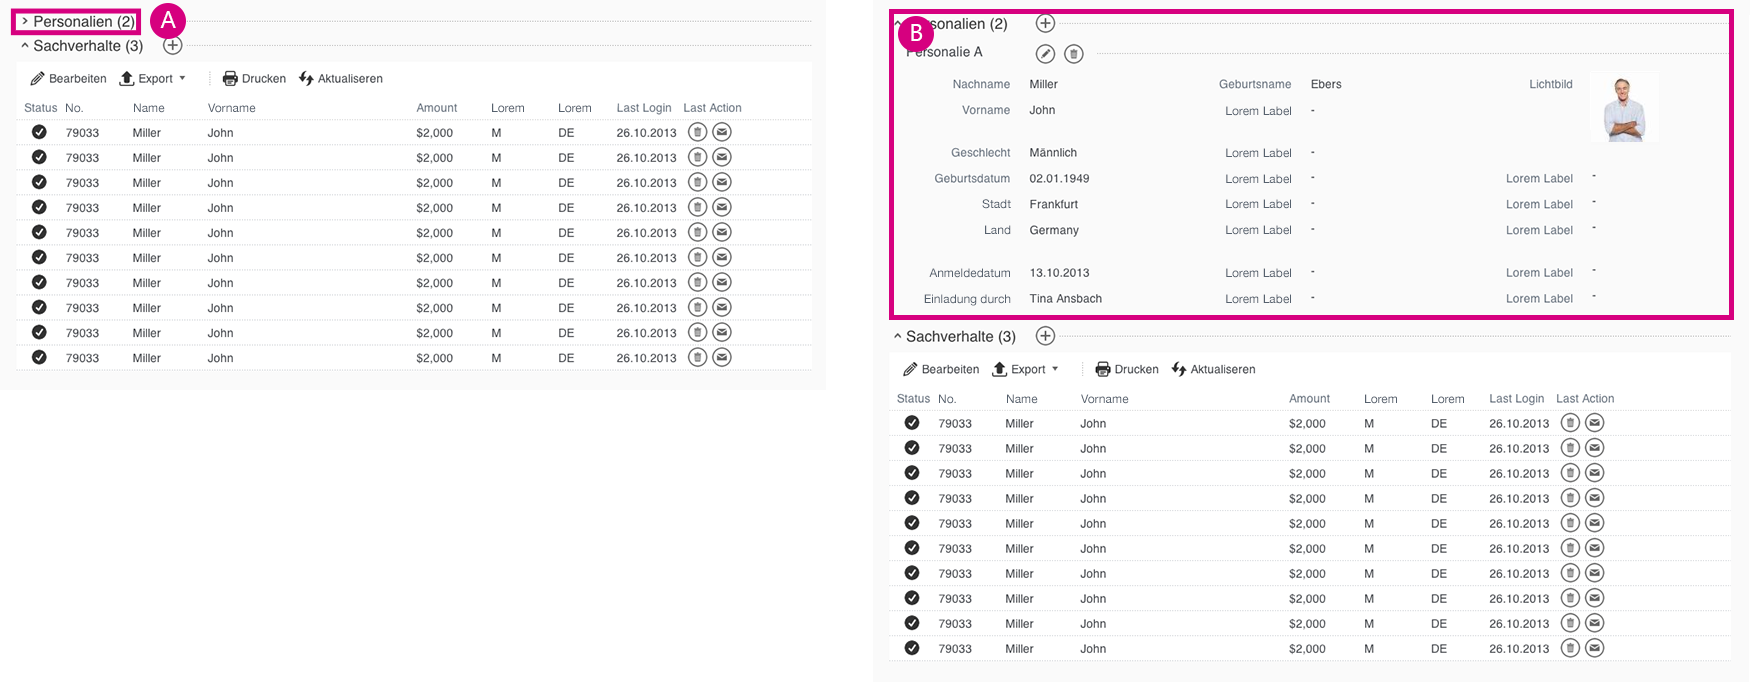 Personalien (2)
A
Sachverhalte (3)
Bearbeiten Export Drucken Aktualisieren
Status No. Name Vorname Amount Lorem Lorem Last Login Last Action
79033 Miller John $2,000 M DE 26.10.2013
79033 Miller John $2,000 M DE 26.10.2013
79033 Miller John $2,000 M DE 26.10.2013
79033 Miller John $2,000 M DE 26.10.2013
79033 Miller John $2,000 M DE 26.10.2013
79033 Miller John $2,000 M DE 26.10.2013
79033 Miller John $2,000 M DE 26.10.2013
79033 Miller John $2,000 M DE 26.10.2013
79033 Miller John $2,000 M DE 26.10.2013
79033 Miller John $2,000 M DE 26.10.2013
B
sonalien (2)
Personalie A
Nachname Miller Geburtsname Ebers Lichtbild
Vorname John Lorem Label -
Geschlecht Männlich Lorem Label -
Geburtsdatum 02.01.1949 Lorem Label - Lorem Label -
Stadt Frankfurt Lorem Label - Lorem Label -
Land Germany Lorem Label - Lorem Label -
Anmeldedatum 13.10.2013 Lorem Label - Lorem Label -
Einladung durch Tina Ansbach Lorem Label - Lorem Label -
Sachverhalte (3)
Bearbeiten Export Drucken Aktualisieren
Status No. Name Vorname Amount Lorem Lorem Last Login Last Action
79033 Miller John $2,000 M DE 26.10.2013
79033 Miller John $2,000 M DE 26.10.2013
79033 Miller John $2,000 M DE 26.10.2013
79033 Miller John $2,000 M DE 26.10.2013
79033 Miller John $2,000 M DE 26.10.2013
79033 Miller John $2,000 M DE 26.10.2013
79033 Miller John $2,000 M DE 26.10.2013
79033 Miller John $2,000 M DE 26.10.2013
79033 Miller John $2,000 M DE 26.10.2013
79033 Miller John $2,000 M DE 26.10.2013